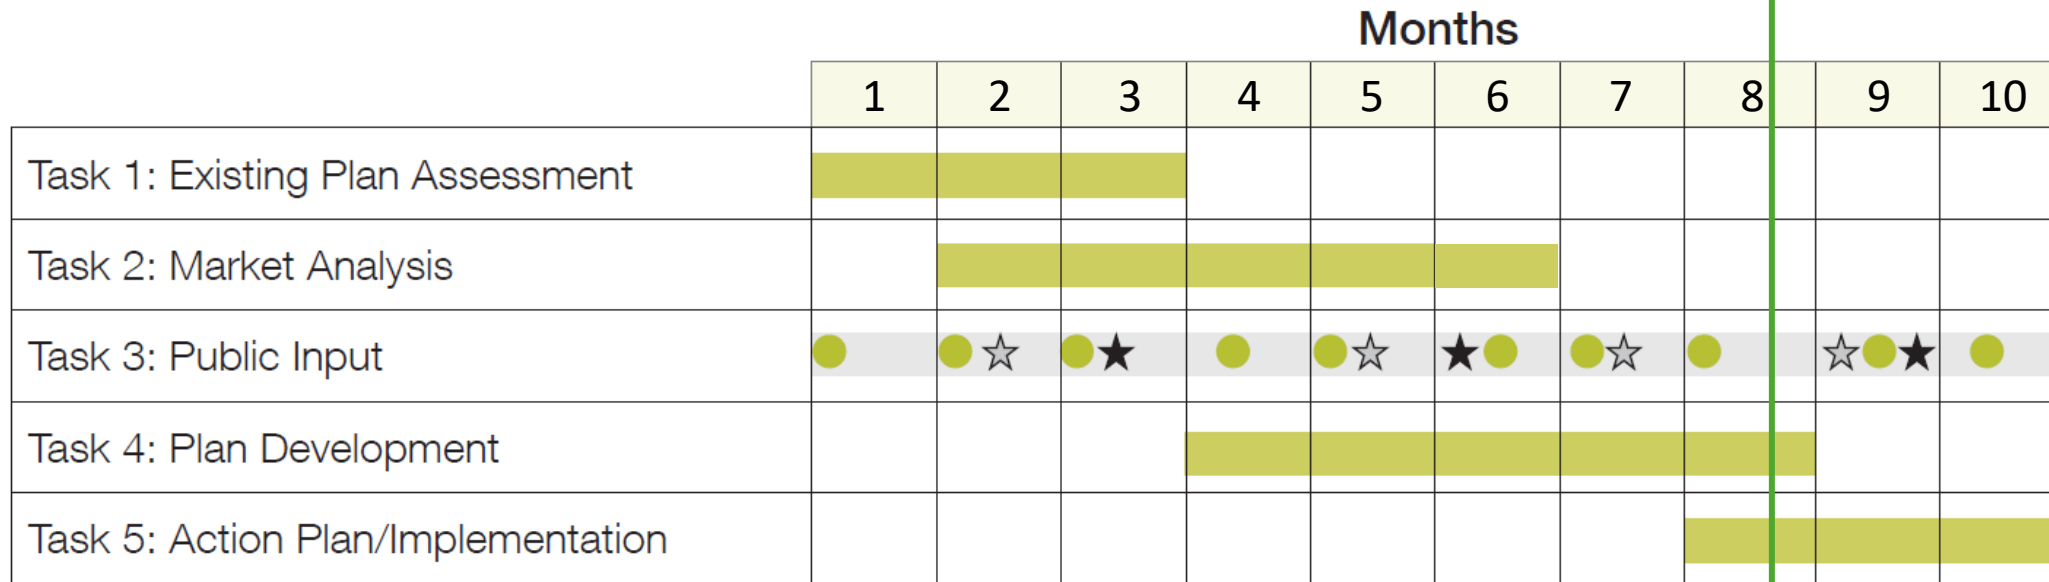 Months
1 2 3 4 5 6 7 8 9 10
Task 1: Existing Plan Assessment
Task 2: Market Analysis
Task 3: Public Input
Task 4: Plan Development
Task 5: Action Plan/Implementation